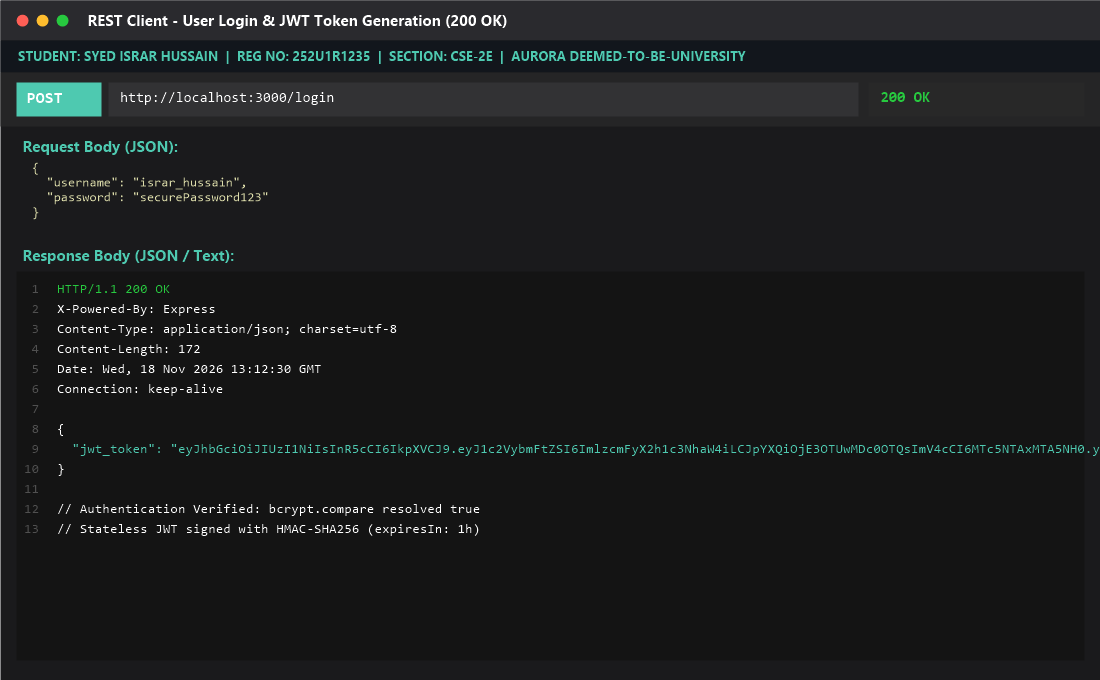 REST Client - User Login & JWT Token Generation (200 OK)
STUDENT: SYED ISRAR HUSSAIN | REG NO: 252U1R1235 | SECTION: CSE-2E | AURORA DEEMED-TO-BE-UNIVERSITY
POST http://localhost:3000/login 200 OK
Request Body (JSON):
{
"username": "israr_hussain",
"password": "securePassword123"
}
Response Body (JSON / Text):
1 HTTP/1.1 200 OK
2 X-Powered-By: Express
3 Content-Type: application/json; charset=utf-8
4 Content-Length: 172
5 Date: Wed, 18 Nov 2026 13:12:30 GMT
6 Connection: keep-alive
7
8 {
9 "jwt_token": "eyJhbGciOiJIUzI1NiIsInR5cCI6IkpXVCJ9.eyJ1c2VybmFtZSI6ImlzcmFyX2h1c3NhaW4iLCJpYXQiOjE3OTUwMDc0OTQsImV4cCI6MTc5NTAxMTA5NH0.y
10 }
11
12 // Authentication Verified: bcrypt.compare resolved true
13 // Stateless JWT signed with HMAC-SHA256 (expiresIn: 1h)